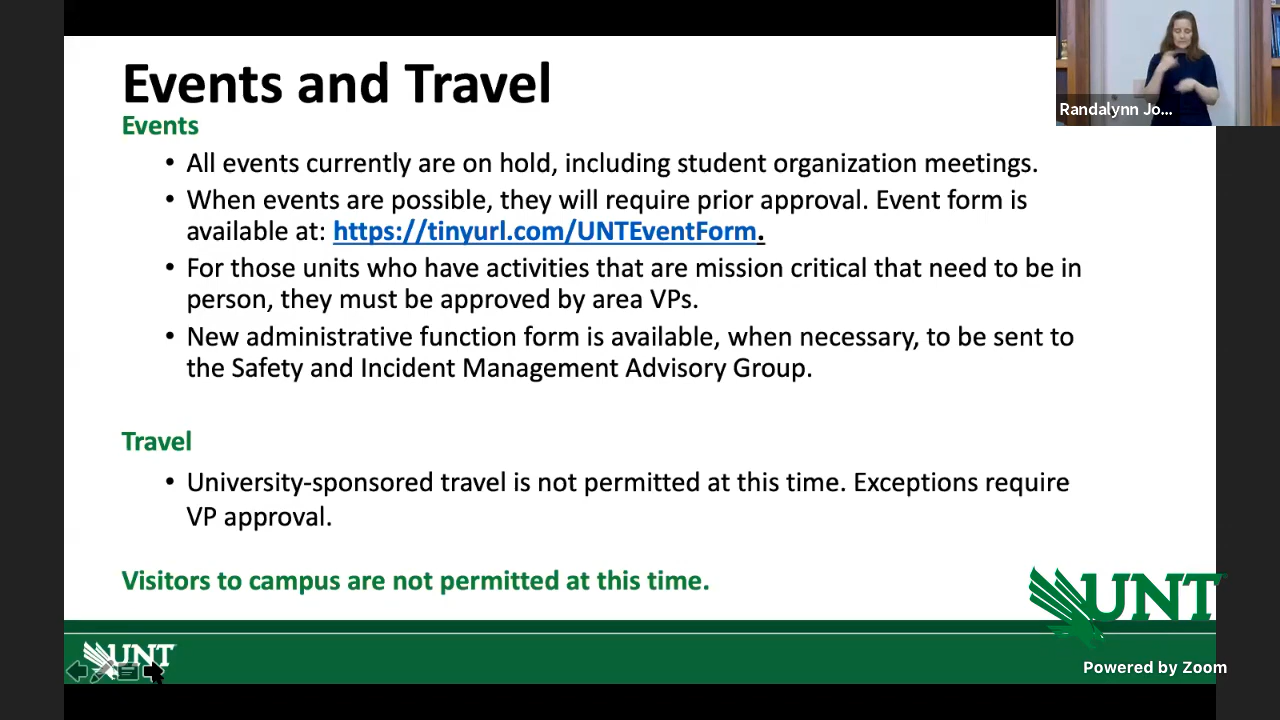 Events and Travel
Events
• All events currently are on hold, including student organization meetings.
• When events are possible, they will require prior approval. Event form is
available at: https://tinyurl.com/UNTEventForm.
• For those units who have activities that are mission critical that need to be in
person, they must be approved by area VPs.
• New administrative function form is available, when necessary, to be sent to
the Safety and Incident Management Advisory Group.
Travel
• University-sponsored travel is not permitted at this time. Exceptions require
VP approval.
Visitors to campus are not permitted at this time.
Randalynn Jo...
UNT
UNT
Powered by Zoom